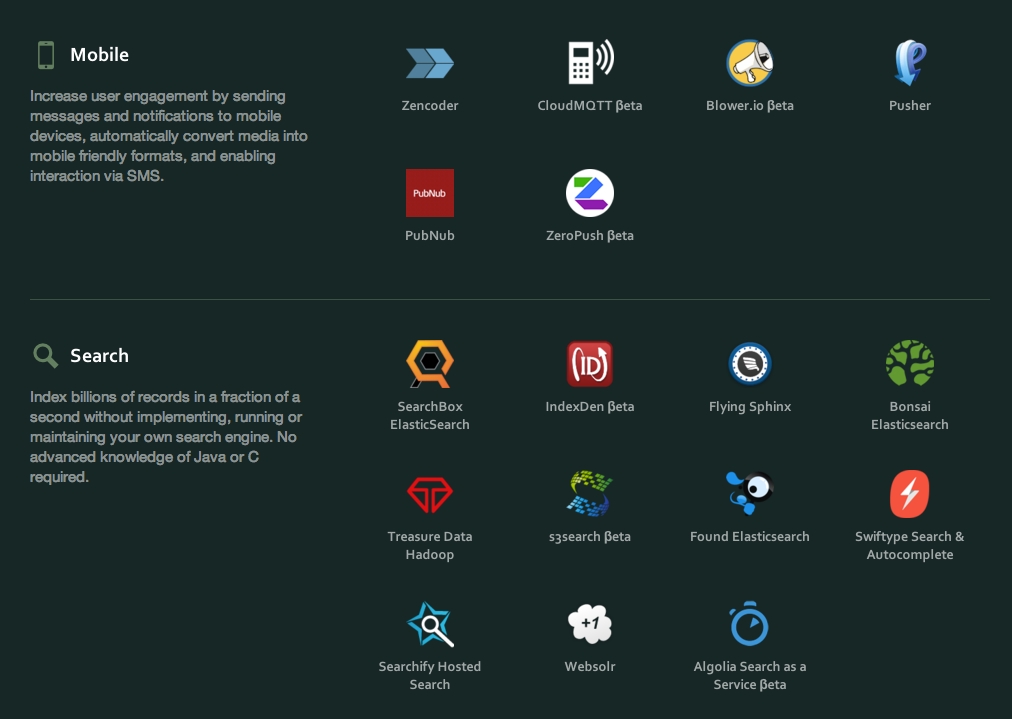 Mobile
Increase user engagement by sending
messages and notifications to mobile
devices, automatically convert media into
mobile friendly formats, and enabling
interaction via SMS.
Zencoder
CloudMQTT βeta
Blower.io βeta
Pusher
PubNub
PubNub
ZeroPush βeta
Search
Index billions of records in a fraction of a
second without implementing, running or
maintaining your own search engine. No
advanced knowledge of Java or C
required.
SearchBox
ElasticSearch
ID
IndexDen βeta
Flying Sphinx
Bonsai
Elasticsearch
Treasure Data
Hadoop
s3search βeta
Found Elasticsearch
Swiftype Search &
Autocomplete
Searchify Hosted
Search
+1
Websolr
Algolia Search as a
Service βeta